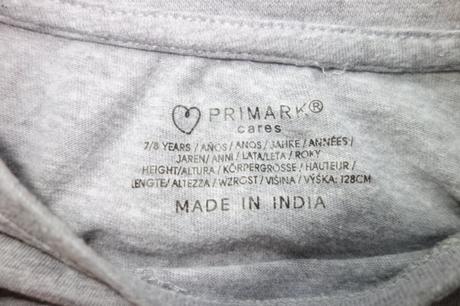 PRIMARK®
cares
7/8 YEARS / AÑOS / ANOS / JAHRE / ANNÉES /
JAREN / ANNI / LATA / LETA / ROKY
HEIGHT/ALTURA / KÖRPERGRÖSSE / HAUTEUR /
LENGTE/ ALTEZZA / WZROST / VIŠINA / VÝŠKA: 128CM
MADE IN INDIA